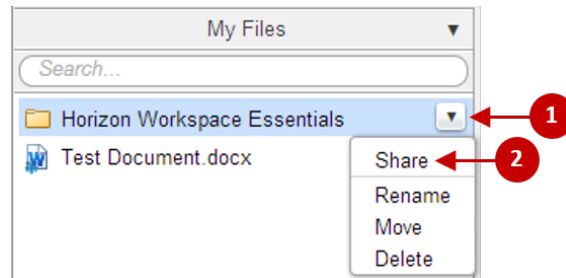 My Files
Search...
Horizon Workspace Essentials
1
Test Document.docx
Share
2
Rename
Move
Delete